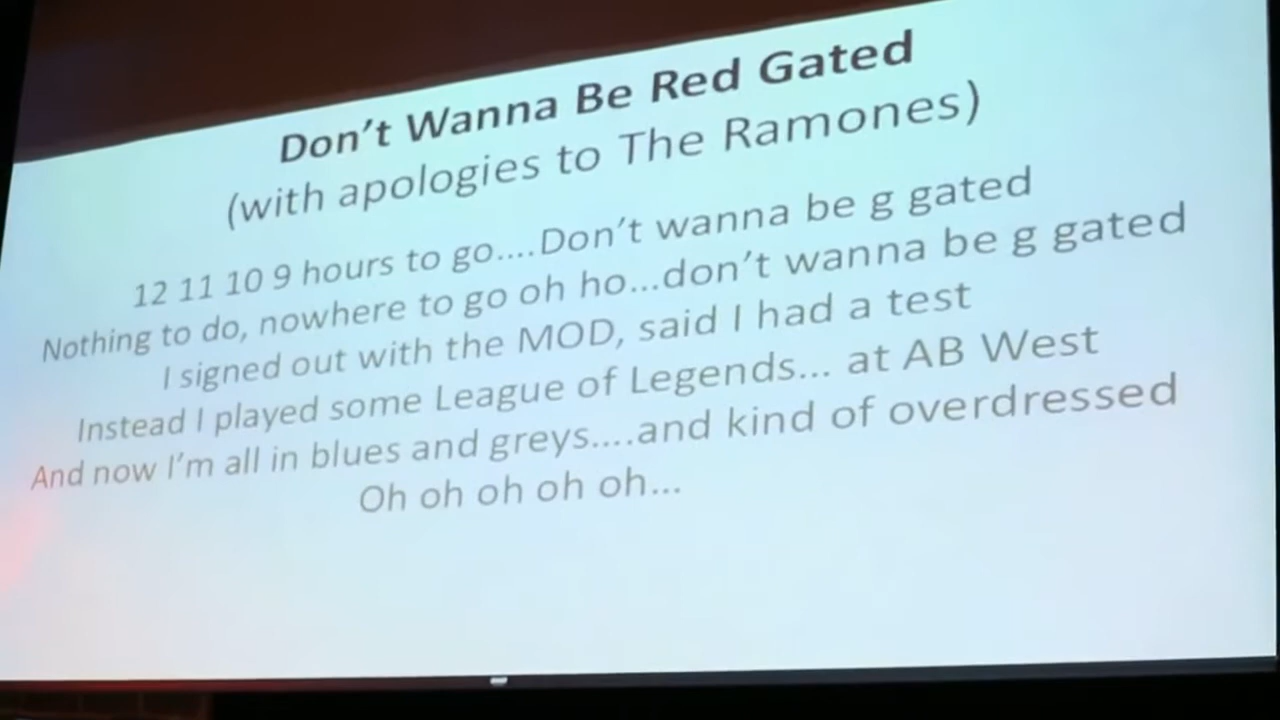 Don't Wanna Be Red Gated
(with apologies to The Ramones)
12 11 10 9 hours to go....Don't wanna be g gated
Nothing to do, nowhere to go oh ho...don't wanna be g gated
I signed out with the MOD, said I had a test
Instead I played some League of Legends... at AB West
And now I'm all in blues and greys....and kind of overdressed
Oh oh oh oh oh...